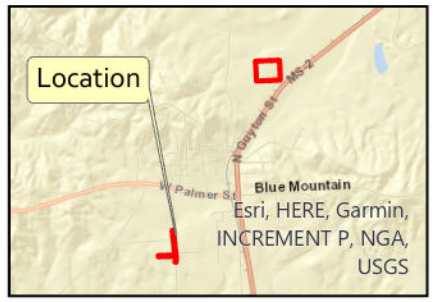 Location
MS-2
N Guyton St
W Palmer St
Blue Mountain
Esri, HERE, Garmin,
INCREMENT P, NGA,
USGS